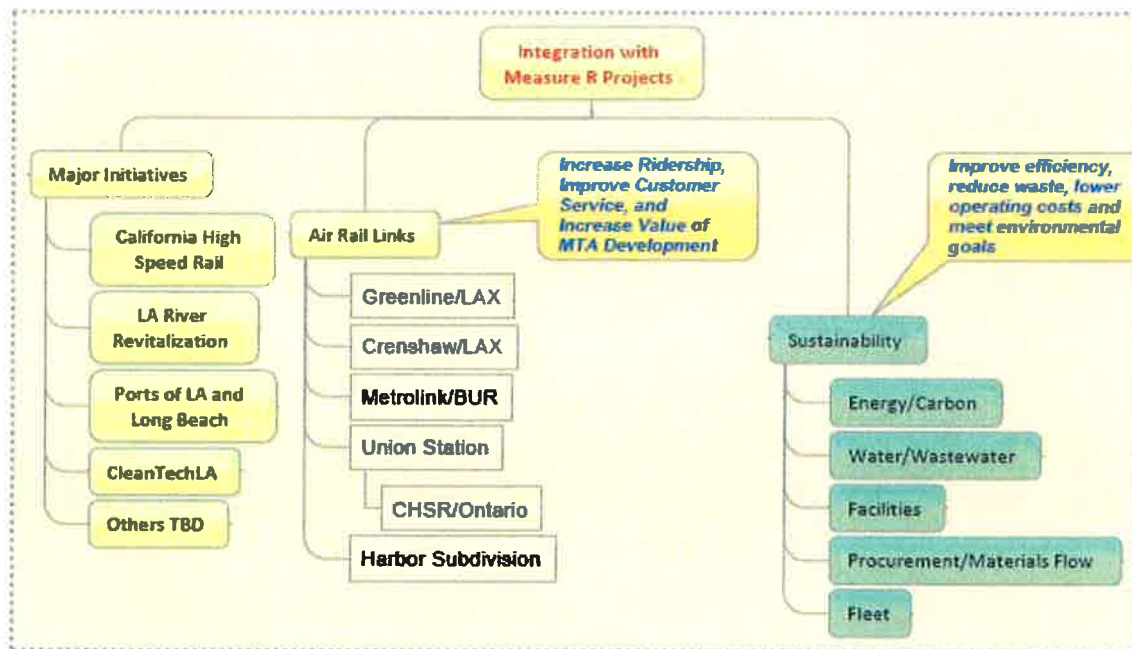 Integration with
Measure R Projects
Major Initiatives
California High
Speed Rail
LA River
Revitalization
Ports of LA and
Long Beach
CleanTechLA
Others TBD
Increase Ridership,
Improve Customer
Service, and
Increase Value of
MTA Development
Air Rail Links
Greenline/LAX
Crenshaw/LAX
Metrolink/BUR
Union Station
CHSR/Ontario
Harbor Subdivision
Improve efficiency,
reduce waste, lower
operating costs and
meet environmental
goals
Sustainability
Energy/Carbon
Water/Wastewater
Facilities
Procurement/Materials Flow
Fleet